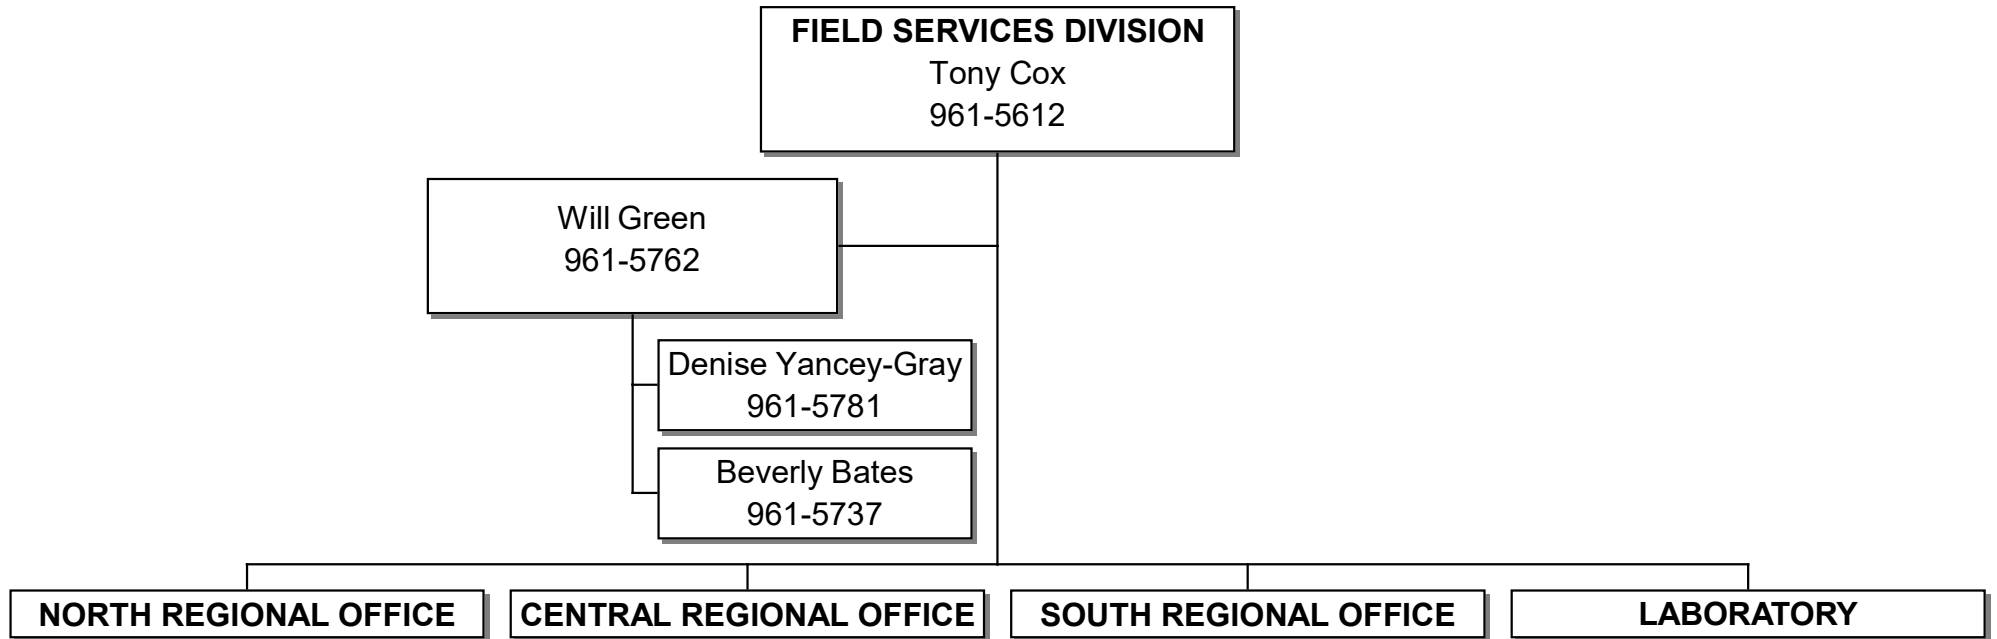 FIELD SERVICES DIVISION
Tony Cox
961-5612
Will Green
961-5762
Denise Yancey-Gray
961-5781
Beverly Bates
961-5737
NORTH REGIONAL OFFICE
CENTRAL REGIONAL OFFICE
SOUTH REGIONAL OFFICE
LABORATORY